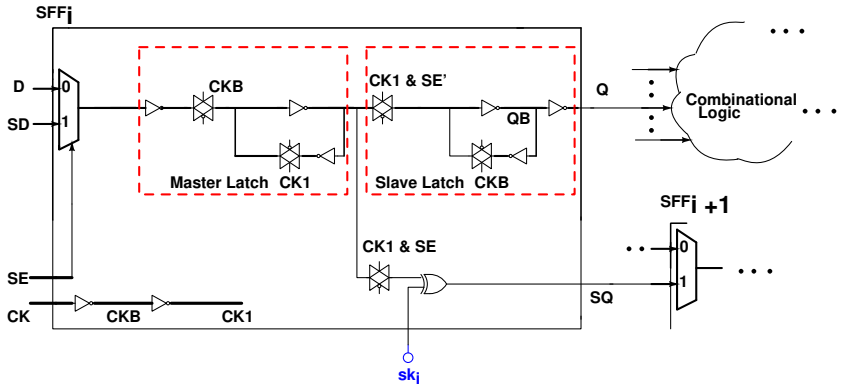 SFFi
D
0
SD
1
SE
CK
CKB
CK1
CKB
Master Latch
CK1
CK1 & SE'
QB
Slave Latch
CKB
Q
Combinational
Logic
CK1 & SE
SQ
ski
SFFi +1
0
1